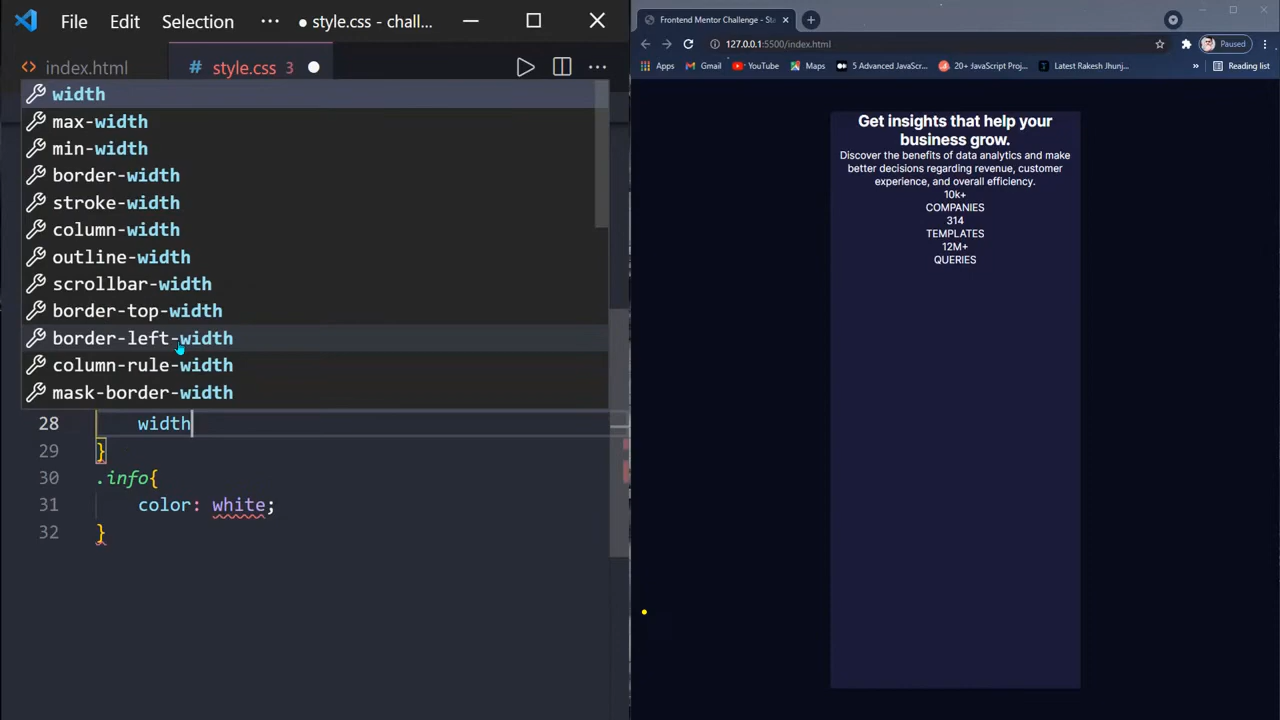 File Edit Selection ··· style.css - chall...
index.html
# style.css 3
width
max-width
min-width
border-width
stroke-width
column-width
outline-width
scrollbar-width
border-top-width
border-left-width
column-rule-width
mask-border-width
28 width
29 }
30 .info{
31 color: white;
32 }
Frontend Mentor Challenge - Sta
127.0.0.1:5500/index.html
Paused
Apps Gmail YouTube Maps 5 Advanced JavaScr... 20+ JavaScript Proj... Latest Rakesh Jhunj... » Reading list
Get insights that help your
business grow.
Discover the benefits of data analytics and make
better decisions regarding revenue, customer
experience, and overall efficiency.
10k+
COMPANIES
314
TEMPLATES
12M+
QUERIES